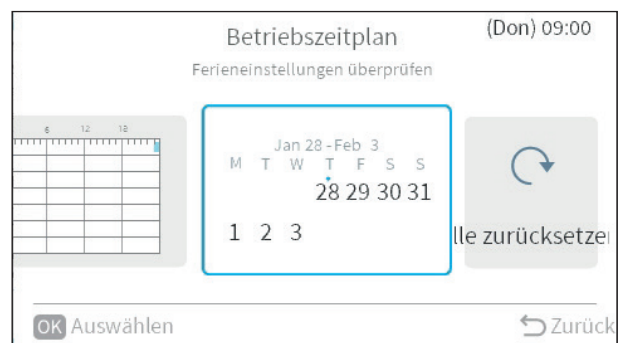 Betriebszeitplan
(Don) 09:00
Ferieneinstellungen überprüfen
6 12 18
Jan 28 - Feb 3
M T W T F S S
28 29 30 31
1 2 3
lle zurücksetzen
OK Auswählen
Zurück